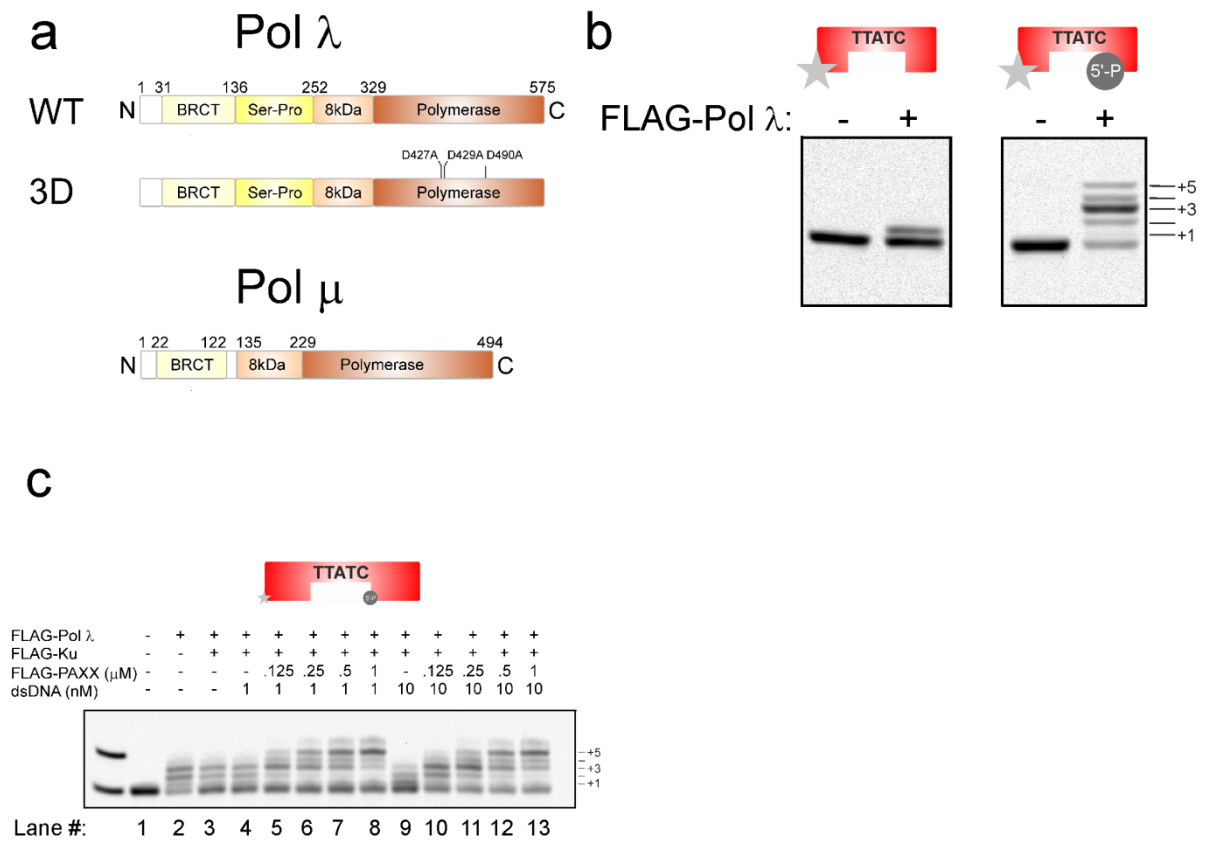 a
Pol λ
1 31 136 252 329 575
WT N BRCT Ser-Pro 8kDa Polymerase C
D427A D429A D490A
3D BRCT Ser-Pro 8kDa Polymerase
Pol μ
1 22 122 135 229 494
N BRCT 8kDa Polymerase C
b
TTATC TTATC
5'-P
FLAG-Pol λ: - + - +
+5
+3
+1
c
TTATC
5'-P
FLAG-Pol λ - + + + + + + + + + + + +
FLAG-Ku - - + + + + + + + + + + +
FLAG-PAXX (μM) - - - - .125 .25 .5 1 - .125 .25 .5 1
dsDNA (nM) - - - 1 1 1 1 1 10 10 10 10 10
+5
+3
+1
Lane #: 1 2 3 4 5 6 7 8 9 10 11 12 13